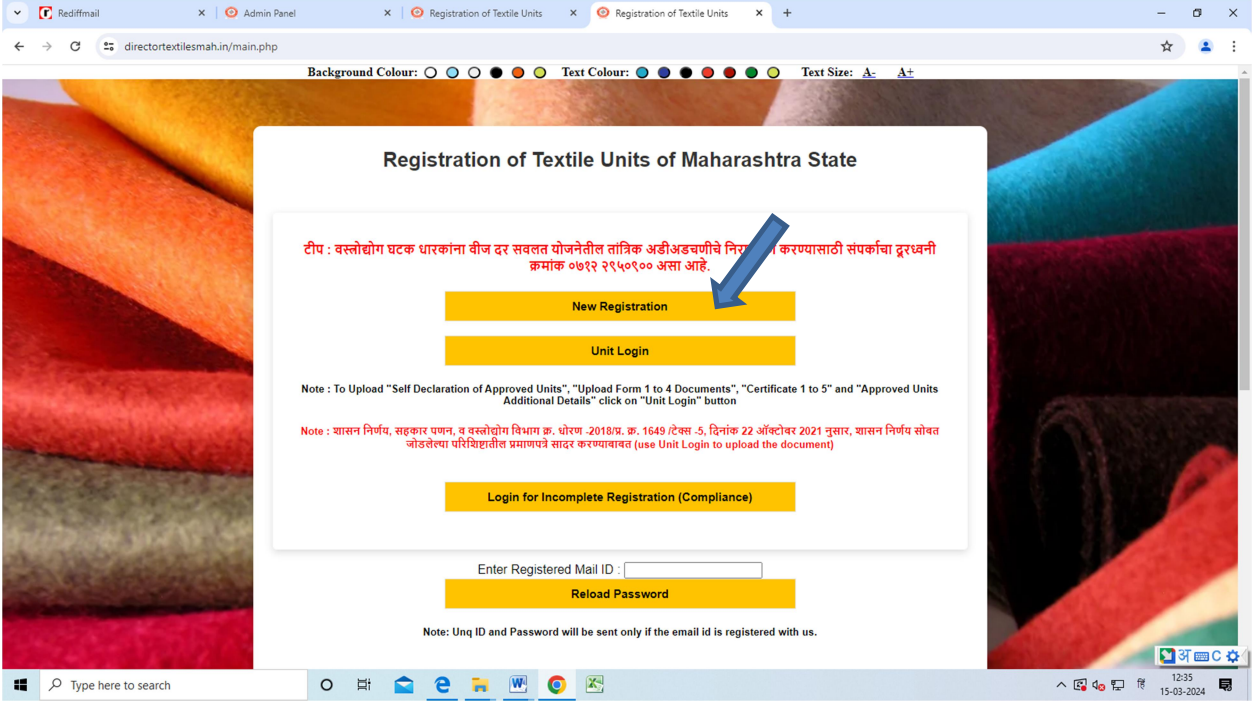 Rediffmail
Admin Panel
Registration of Textile Units
Registration of Textile Units
directortextilesmah.in/main.php
Background Colour: Text Colour: Text Size: A- A+
Registration of Textile Units of Maharashtra State
टीप : वस्त्रोद्योग घटक धारकांना वीज दर सवलत योजनेतील तांत्रिक अडीअडचणीचे करण्यासाठी संपर्काचा दूरध्वनी
क्रमांक ०७१२ २९५०९०० असा आहे.
New Registration
Unit Login
Note : To Upload "Self Declaration of Approved Units", "Upload Form 1 to 4 Documents", "Certificate 1 to 5" and "Approved Units
Additional Details" click on "Unit Login" button
Note : शासन निर्णय, सहकार पणन, व वस्त्रोद्योग विभाग क्र. धोरण -2018/प्र. क्र. 1649 /टेक्स -5, दिनांक 22 ऑक्टोबर 2021 नुसार, शासन निर्णय सोबत
जोडलेल्या परिशिष्टातील प्रमाणपत्रे सादर करण्याबाबत (use Unit Login to upload the document)
Login for Incomplete Registration (Compliance)
Enter Registered Mail ID :
Reload Password
Note: Unq ID and Password will be sent only if the email id is registered with us.
अ C
Type here to search
हिं
12:35
15-03-2024